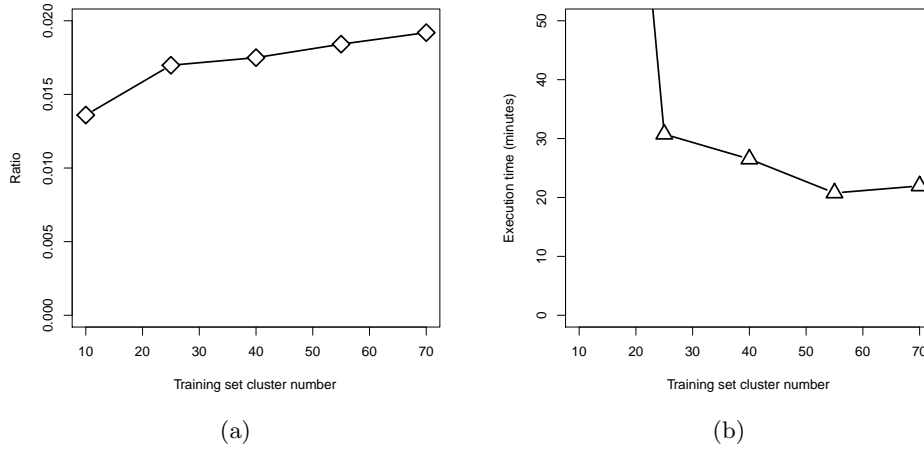 0.000 0.005 0.010 0.015 0.020
Ratio
10 20 30 40 50 60 70
Training set cluster number
(a)
0 10 20 30 40 50
Execution time (minutes)
10 20 30 40 50 60 70
Training set cluster number
(b)